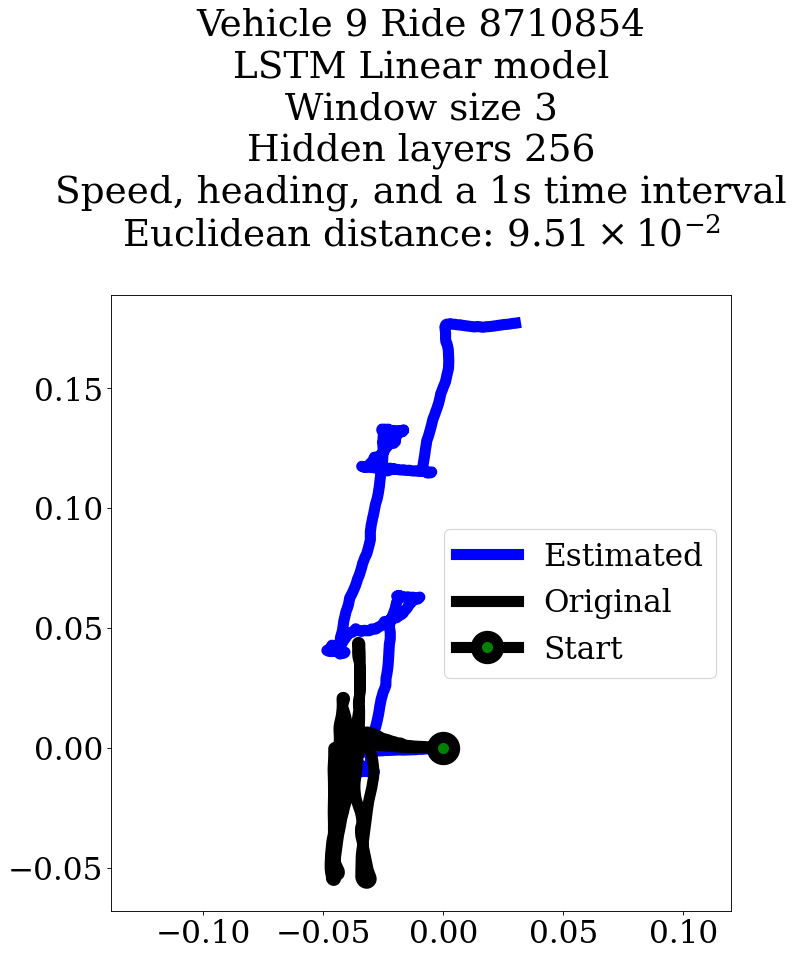 Vehicle 9 Ride 8710854
LSTM Linear model
Window size 3
Hidden layers 256
Speed, heading, and a 1s time interval
Euclidean distance: 9.51 × 10⁻²
0.15
0.10
0.05
0.00
−0.05
Estimated
Original
Start
−0.10 −0.05 0.00 0.05 0.10